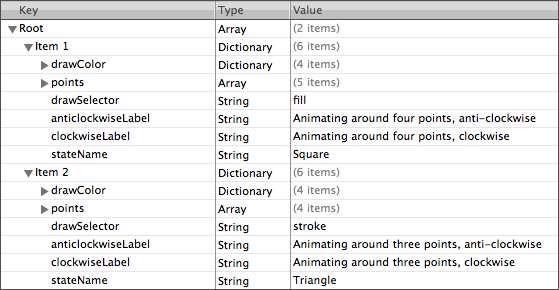 Key Type Value
Root Array (2 items)
Item 1 Dictionary (6 items)
drawColor Dictionary (4 items)
points Array (5 items)
drawSelector String fill
anticlockwiseLabel String Animating around four points, anti-clockwise
clockwiseLabel String Animating around four points, clockwise
stateName String Square
Item 2 Dictionary (6 items)
drawColor Dictionary (4 items)
points Array (4 items)
drawSelector String stroke
anticlockwiseLabel String Animating around three points, anti-clockwise
clockwiseLabel String Animating around three points, clockwise
stateName String Triangle